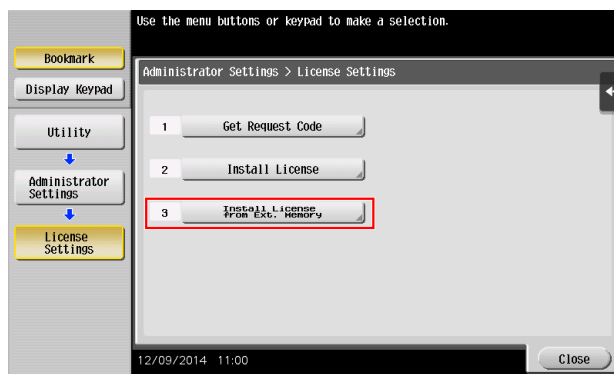 Use the menu buttons or keypad to make a selection.
Bookmark
Display Keypad
Utility
Administrator
Settings
License
Settings
Administrator Settings > License Settings
1 Get Request Code
2 Install License
3 Install License
from Ext. Memory
12/09/2014 11:00
Close